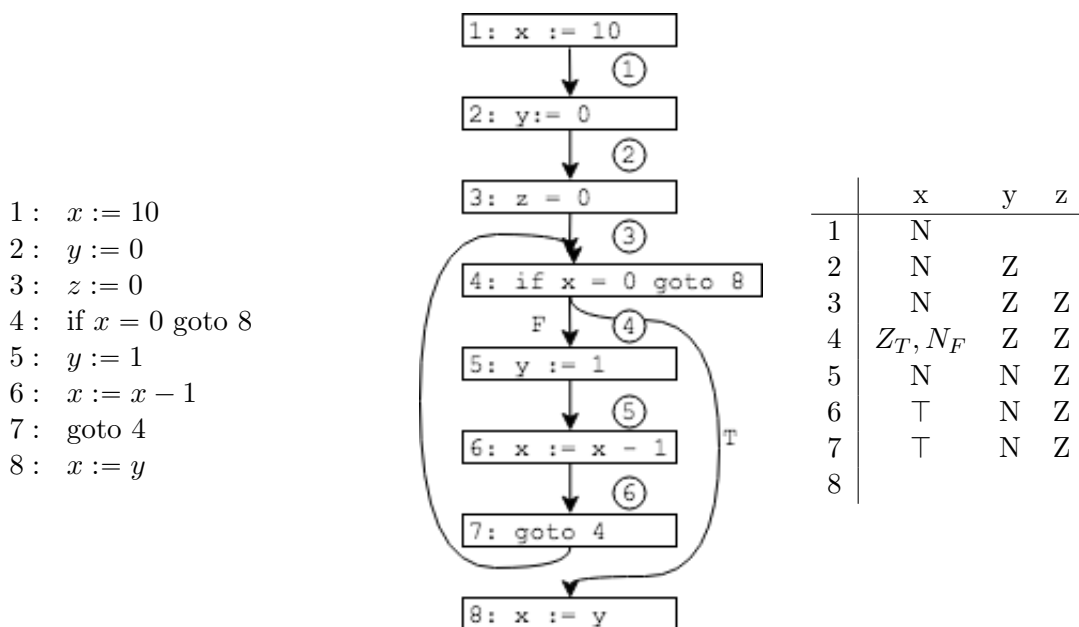 1 : x := 10
2 : y := 0
3 : z := 0
4 : if x = 0 goto 8
5 : y := 1
6 : x := x − 1
7 : goto 4
8 : x := y
1: x := 10
1
2: y:= 0
2
3: z = 0
3
4: if x = 0 goto 8
F 4
5: y := 1
5
T
6: x := x - 1
6
7: goto 4
8: x := y
x y z
1 N
2 N Z
3 N Z Z
4 Z_T, N_F Z Z
5 N N Z
6 ⊤ N Z
7 ⊤ N Z
8